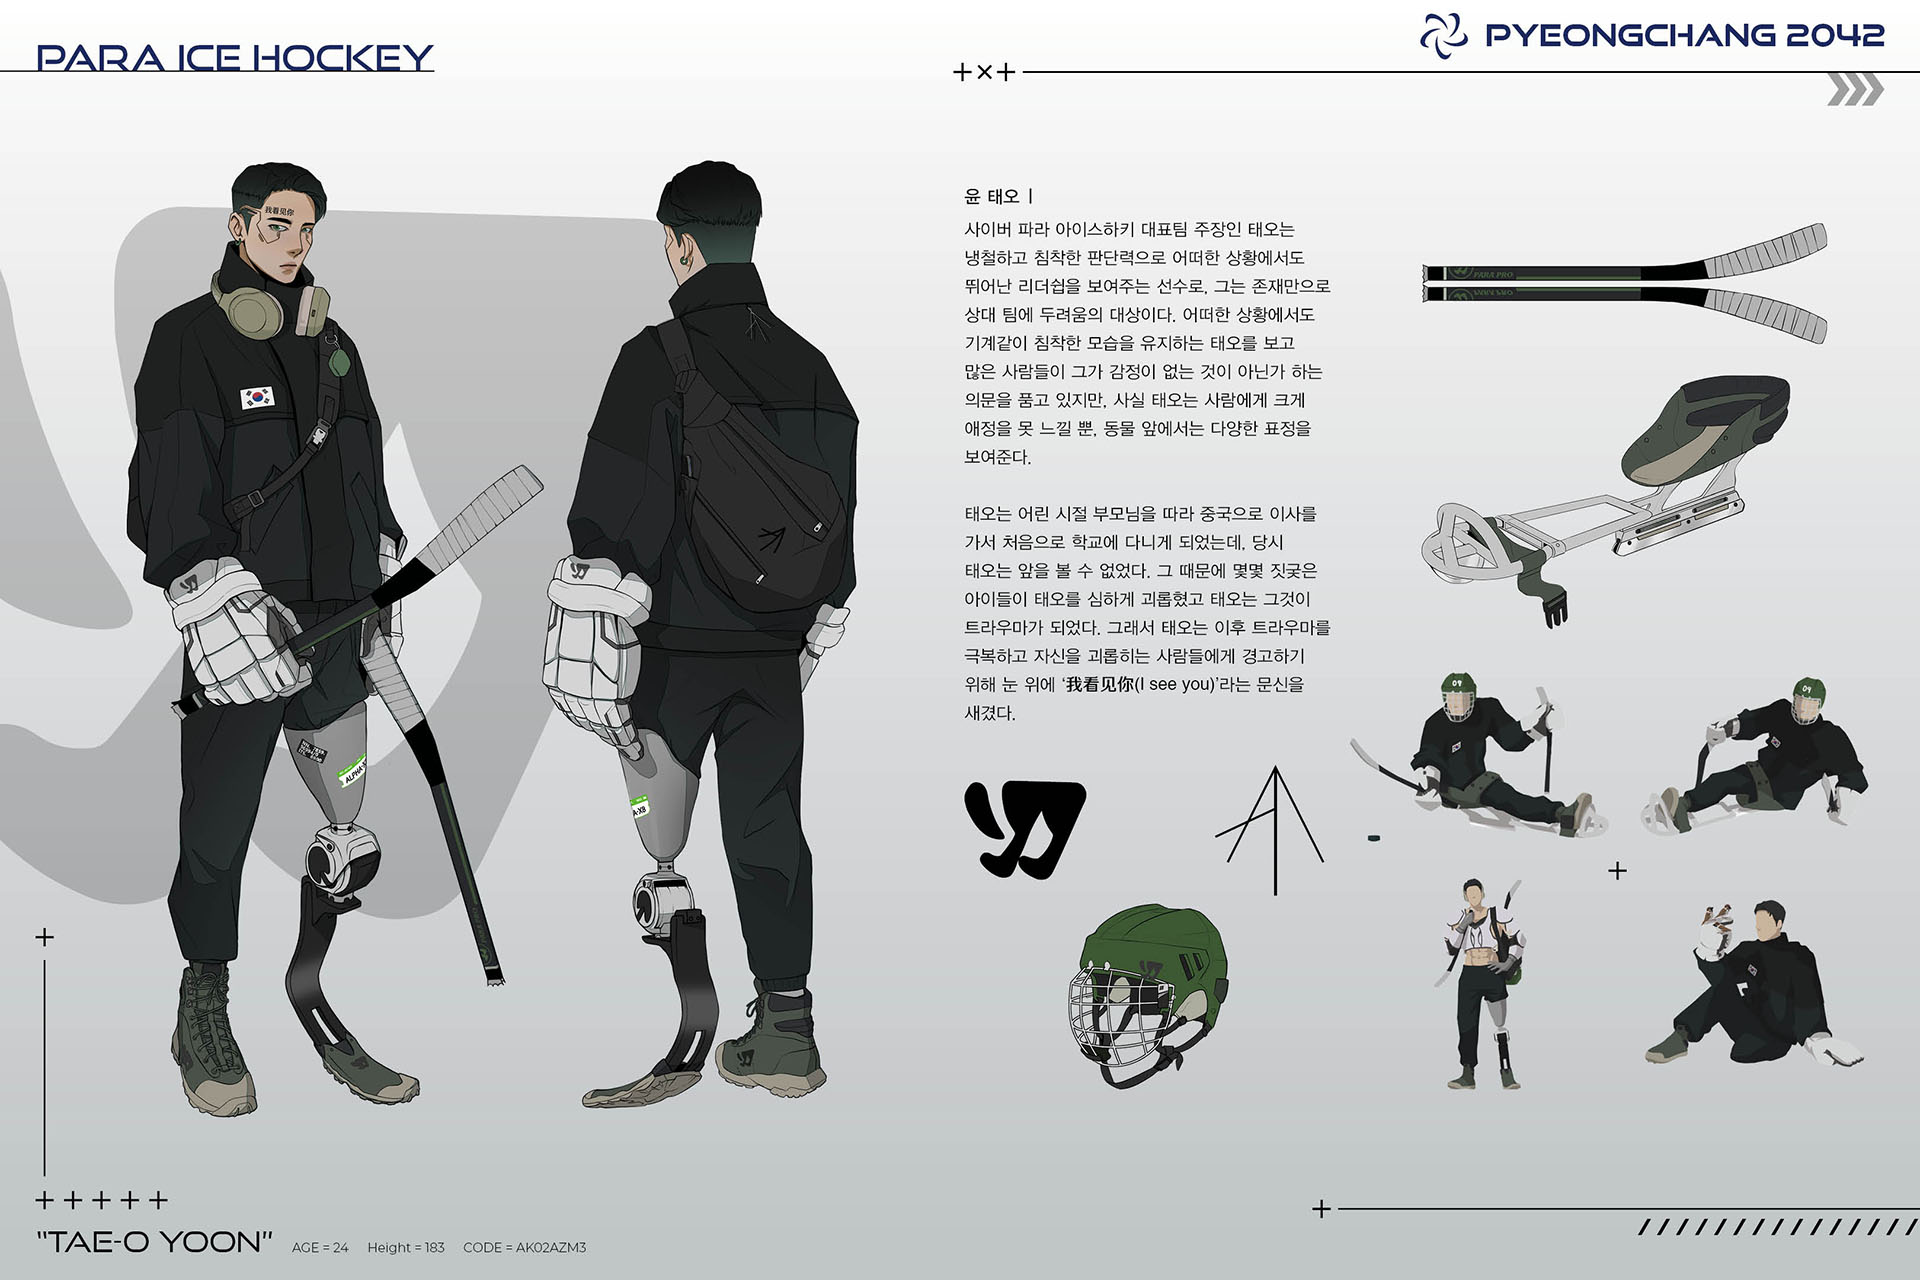 PARA ICE HOCKEY
PYEONGCHANG 2042
我看见你
윤 태오 |
사이버 파라 아이스하키 대표팀 주장인 태오는
냉철하고 침착한 판단력으로 어떠한 상황에서도
뛰어난 리더쉽을 보여주는 선수로, 그는 존재만으로
상대 팀에 두려움의 대상이다. 어떠한 상황에서도
기계같이 침착한 모습을 유지하는 태오를 보고
많은 사람들이 그가 감정이 없는 것이 아닌가 하는
의문을 품고 있지만, 사실 태오는 사람에게 크게
애정을 못 느낄 뿐, 동물 앞에서는 다양한 표정을
보여준다.
태오는 어린 시절 부모님을 따라 중국으로 이사를
가서 처음으로 학교에 다니게 되었는데, 당시
태오는 앞을 볼 수 없었다. 그 때문에 몇몇 짓궂은
아이들이 태오를 심하게 괴롭혔고 태오는 그것이
트라우마가 되었다. 그래서 태오는 이후 트라우마를
극복하고 자신을 괴롭히는 사람들에게 경고하기
위해 눈 위에 ‘我看见你(I see you)’라는 문신을
새겼다.
PARA PRO
PARA PRO
ALPHA-X
A-X8
09
09
"TAE-O YOON"
AGE = 24 Height = 183 CODE = AK02AZM3